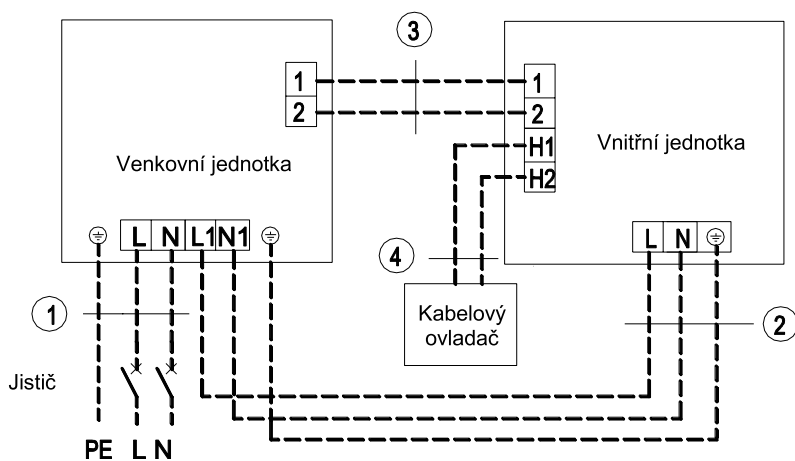 3
1
2
1
2
H1
H2
Venkovní jednotka
Vnitřní jednotka
L N L1 N1
L N
4
1
2
Kabelový
ovladač
Jistič
PE L N